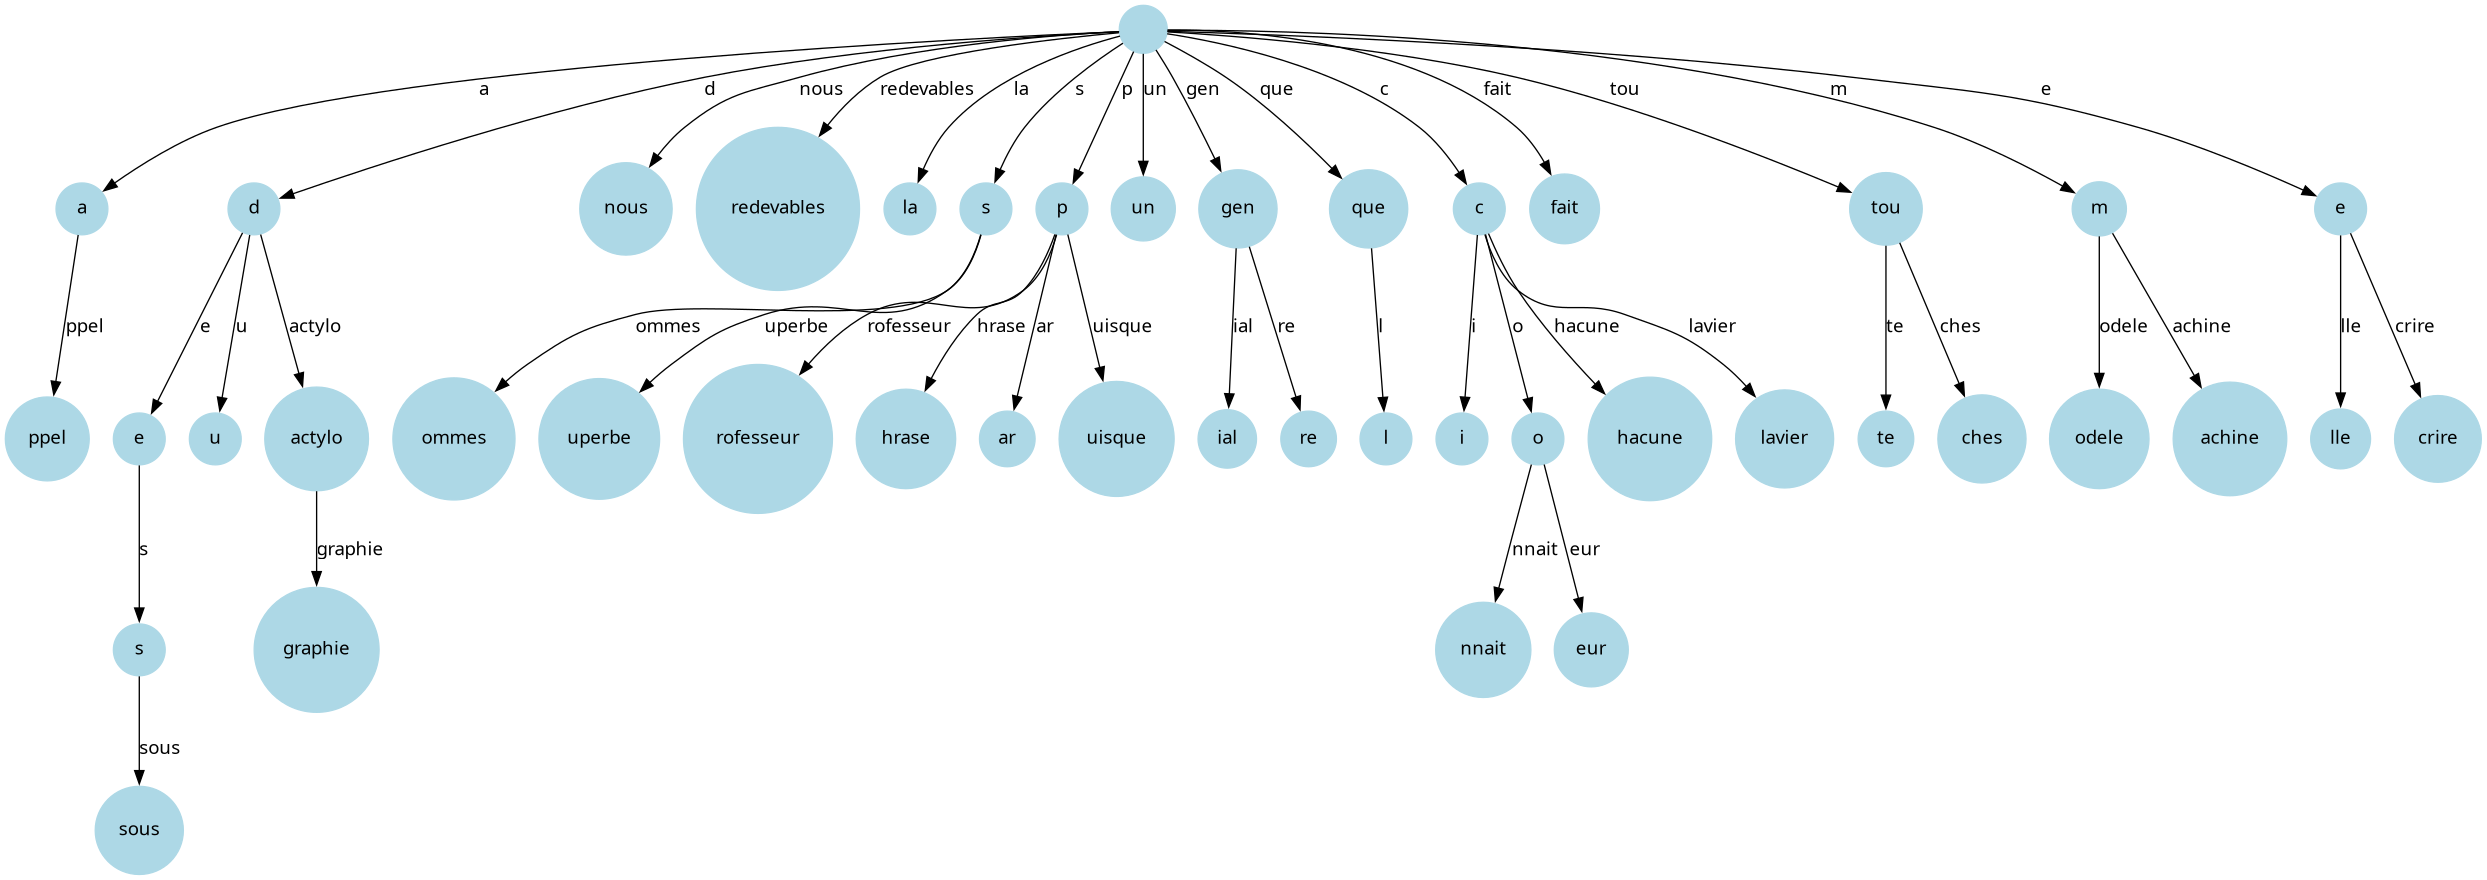 a d nous redevables la s p un gen que c fait tou m e
a d nous redevables la s p un gen que c fait tou m e
ppel e u actylo ommes uperbe rofesseur hrase ar uisque ial re l i o hacune lavier te ches odele achine lle crire
ppel e u actylo ommes uperbe rofesseur hrase ar uisque ial re l i o hacune lavier te ches odele achine lle crire
s graphie nnait eur
s graphie nnait eur
sous
sous